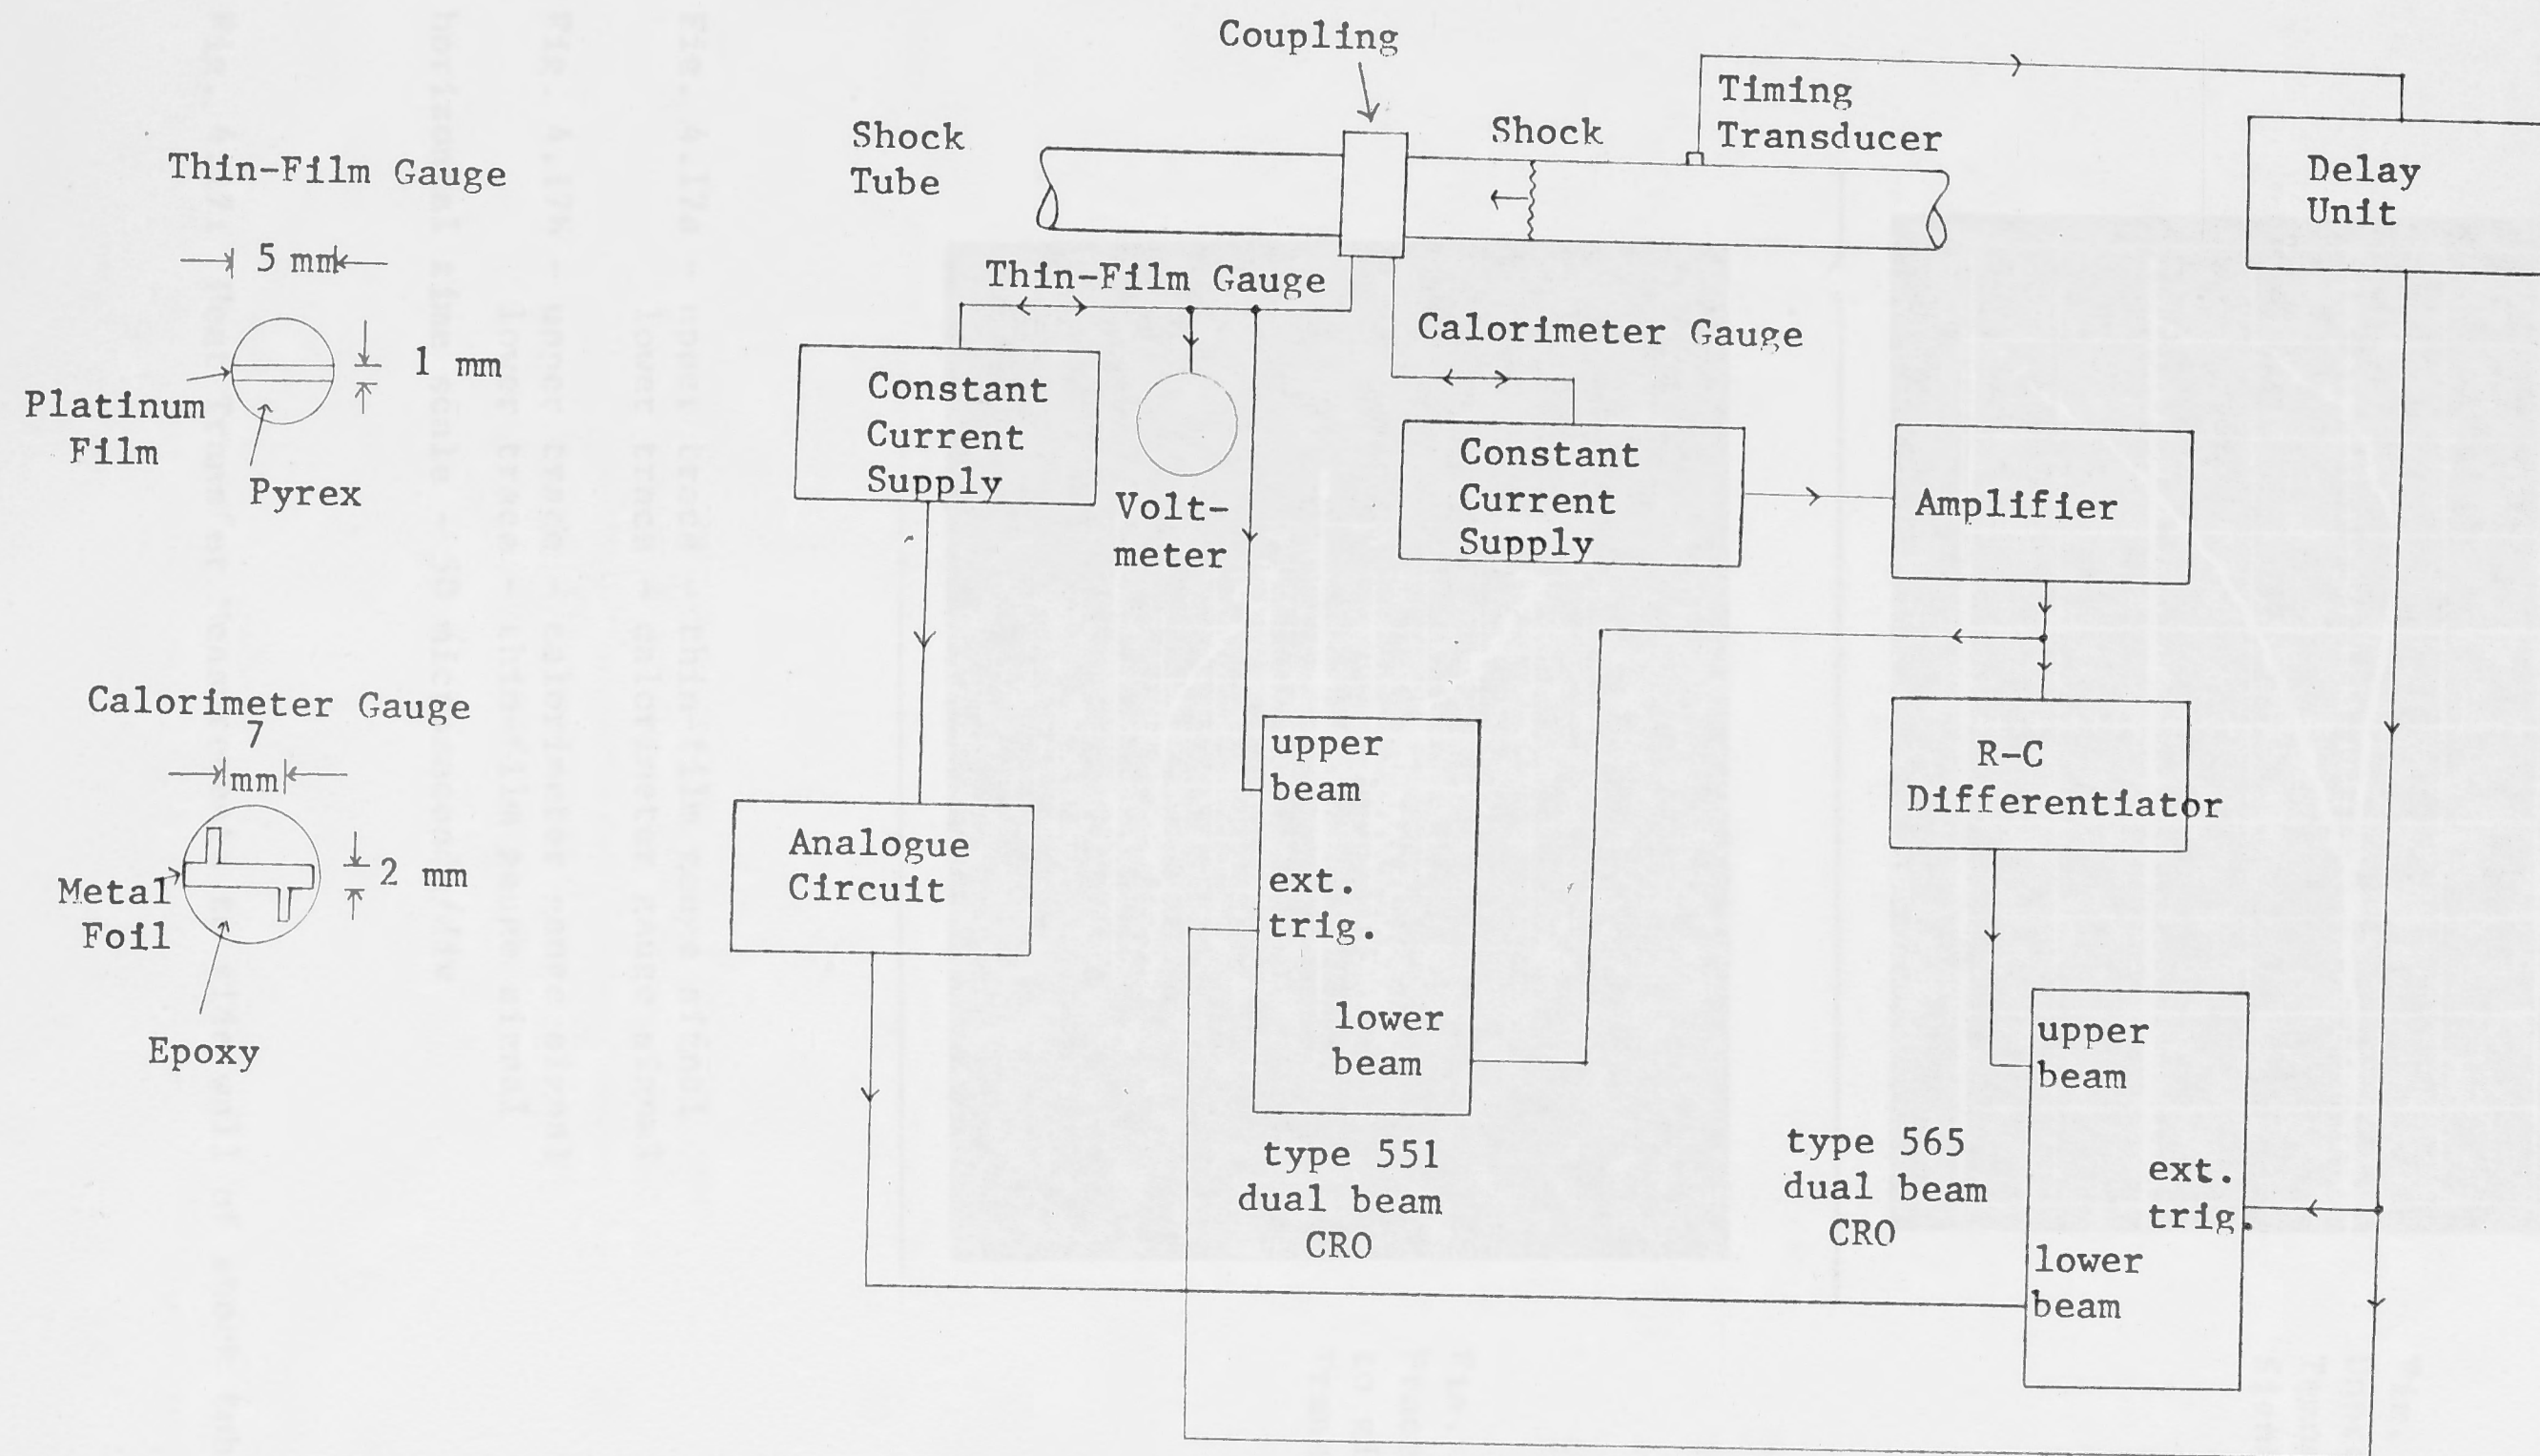 Coupling
Timing
Transducer
Shock
Shock
Tube
Delay
Unit
Thin-Film Gauge
5 mm
1 mm
Platinum
Film
Pyrex
Thin-Film Gauge
Calorimeter Gauge
Constant
Current
Supply
Volt-
meter
Constant
Current
Supply
Amplifier
Calorimeter Gauge
7
mm
2 mm
Metal
Foil
Epoxy
R-C
Differentiator
upper
beam
ext.
trig.
lower
beam
Analogue
Circuit
type 551
dual beam
CRO
type 565
dual beam
CRO
upper
beam
ext.
trig.
lower
beam